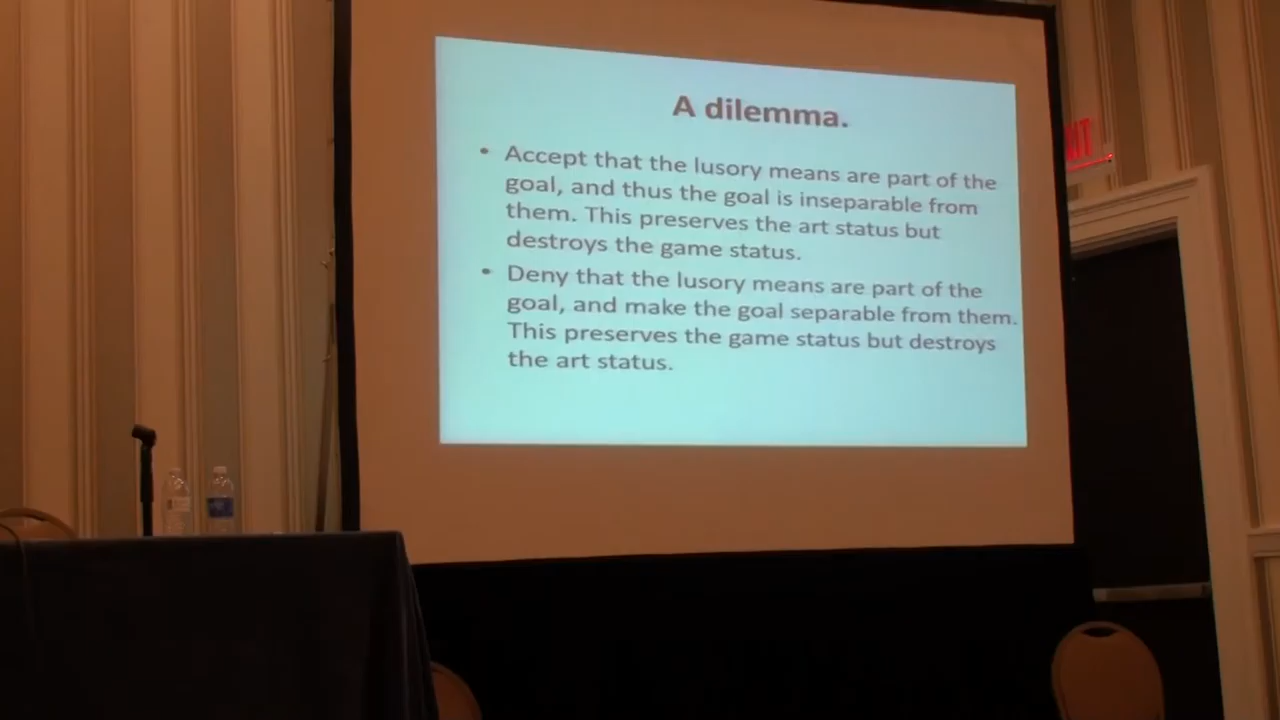 A dilemma.
• Accept that the lusory means are part of the
goal, and thus the goal is inseparable from
them. This preserves the art status but
destroys the game status.
• Deny that the lusory means are part of the
goal, and make the goal separable from them.
This preserves the game status but destroys
the art status.